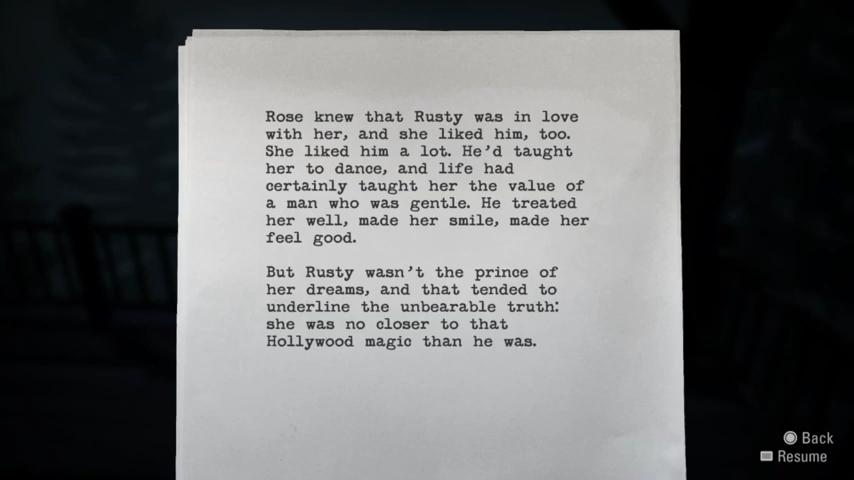 Rose knew that Rusty was in love
with her, and she liked him, too.
She liked him a lot. He'd taught
her to dance, and life had
certainly taught her the value of
a man who was gentle. He treated
her well, made her smile, made her
feel good.
But Rusty wasn't the prince of
her dreams, and that tended to
underline the unbearable truth:
she was no closer to that
Hollywood magic than he was.
Back
Resume